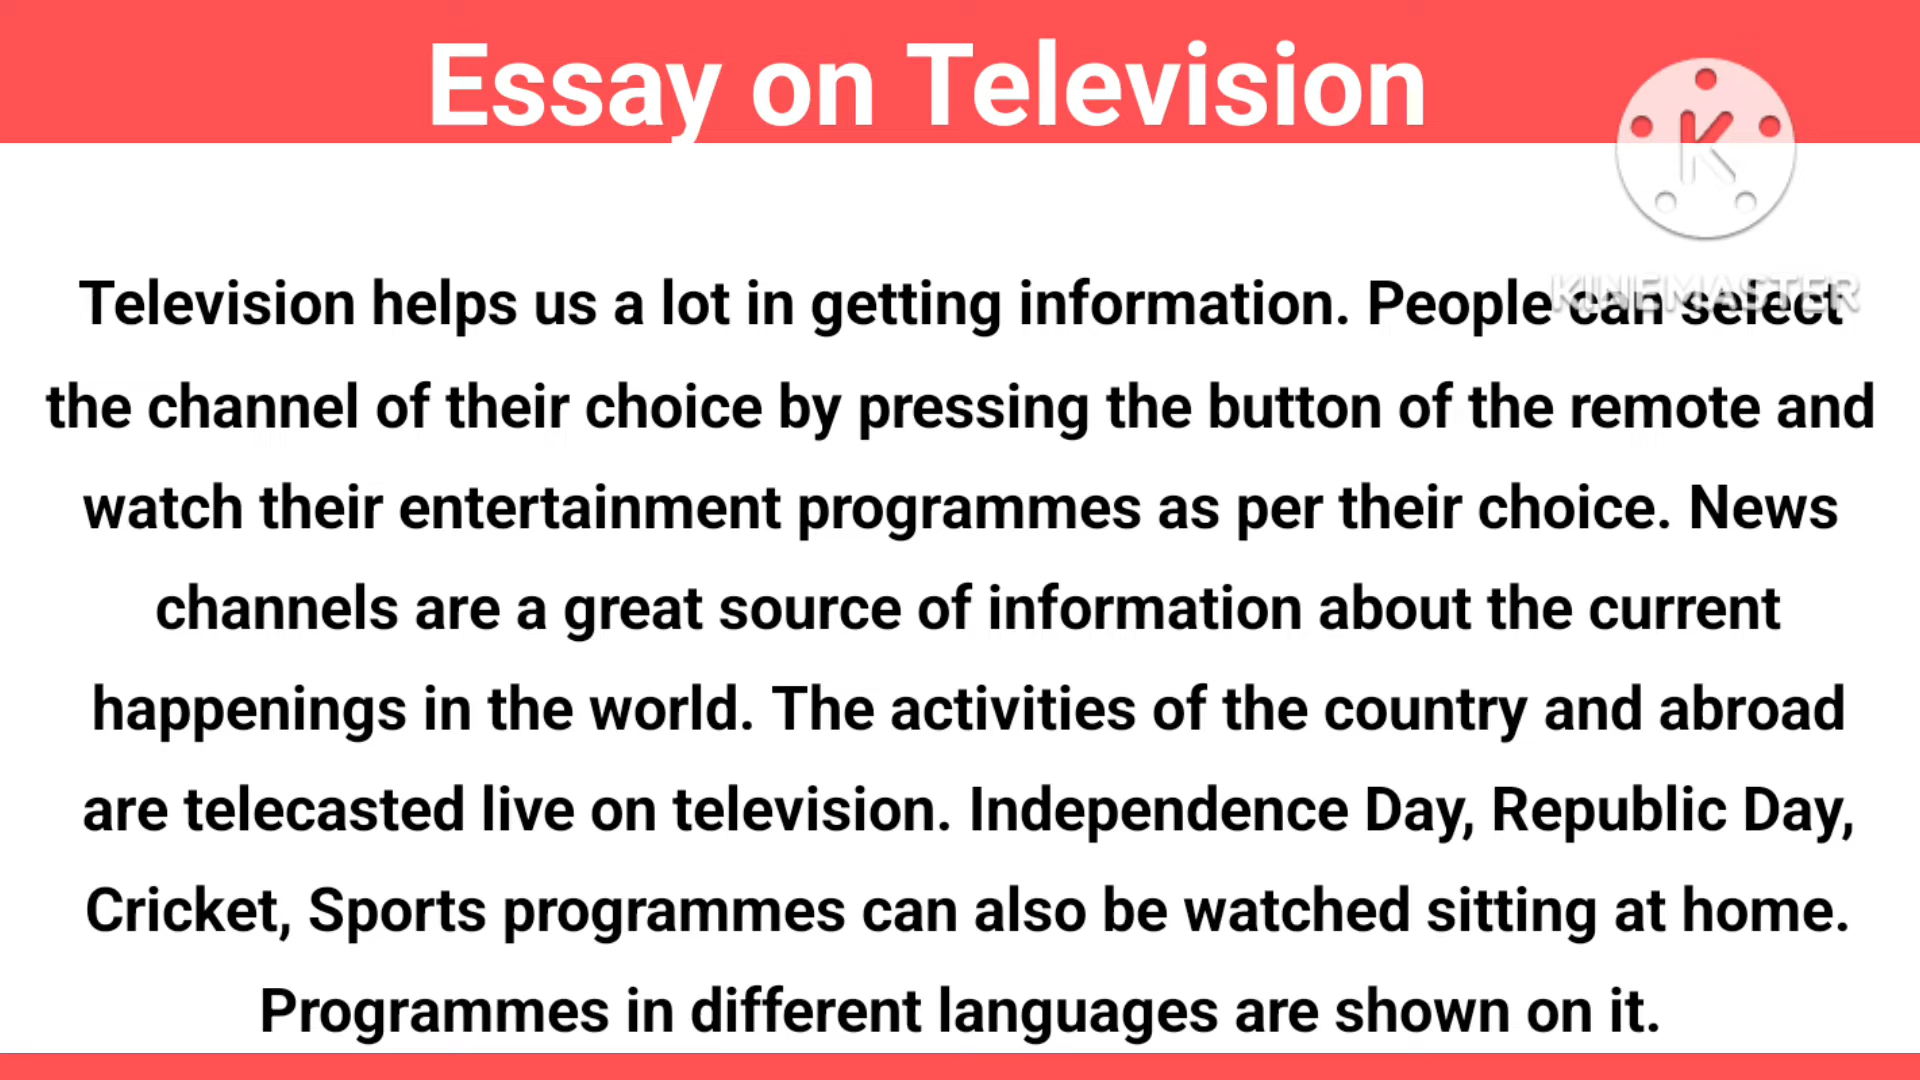 Essay on Television
K
KINEMASTER
Television helps us a lot in getting information. People can select
the channel of their choice by pressing the button of the remote and
watch their entertainment programmes as per their choice. News
channels are a great source of information about the current
happenings in the world. The activities of the country and abroad
are telecasted live on television. Independence Day, Republic Day,
Cricket, Sports programmes can also be watched sitting at home.
Programmes in different languages are shown on it.